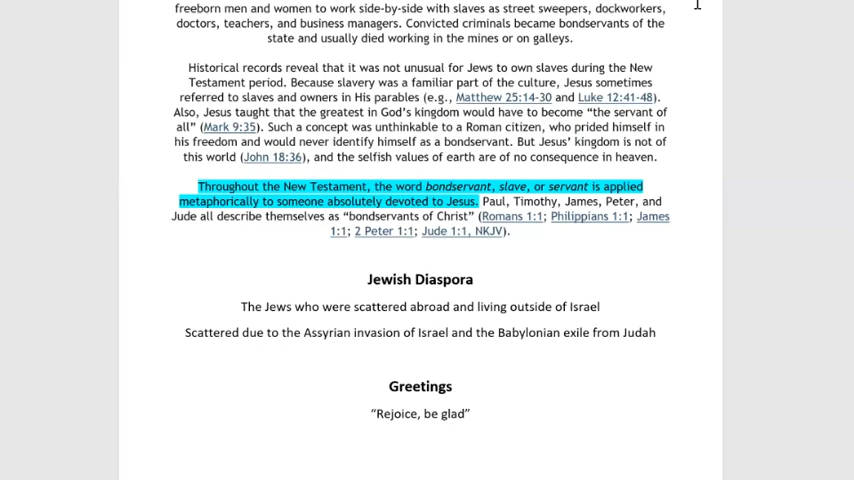 freeborn men and women to work side-by-side with slaves as street sweepers, dockworkers,
doctors, teachers, and business managers. Convicted criminals became bondservants of the
state and usually died working in the mines or on galleys.
Historical records reveal that it was not unusual for Jews to own slaves during the New
Testament period. Because slavery was a familiar part of the culture, Jesus sometimes
referred to slaves and owners in His parables (e.g., Matthew 25:14-30 and Luke 12:41-48).
Also, Jesus taught that the greatest in God’s kingdom would have to become “the servant of
all” (Mark 9:35). Such a concept was unthinkable to a Roman citizen, who prided himself in
his freedom and would never identify himself as a bondservant. But Jesus’ kingdom is not of
this world (John 18:36), and the selfish values of earth are of no consequence in heaven.
Throughout the New Testament, the word bondservant, slave, or servant is applied
metaphorically to someone absolutely devoted to Jesus. Paul, Timothy, James, Peter, and
Jude all describe themselves as “bondservants of Christ” (Romans 1:1; Philippians 1:1; James
1:1; 2 Peter 1:1; Jude 1:1, NKJV).
Jewish Diaspora
The Jews who were scattered abroad and living outside of Israel
Scattered due to the Assyrian invasion of Israel and the Babylonian exile from Judah
Greetings
“Rejoice, be glad”